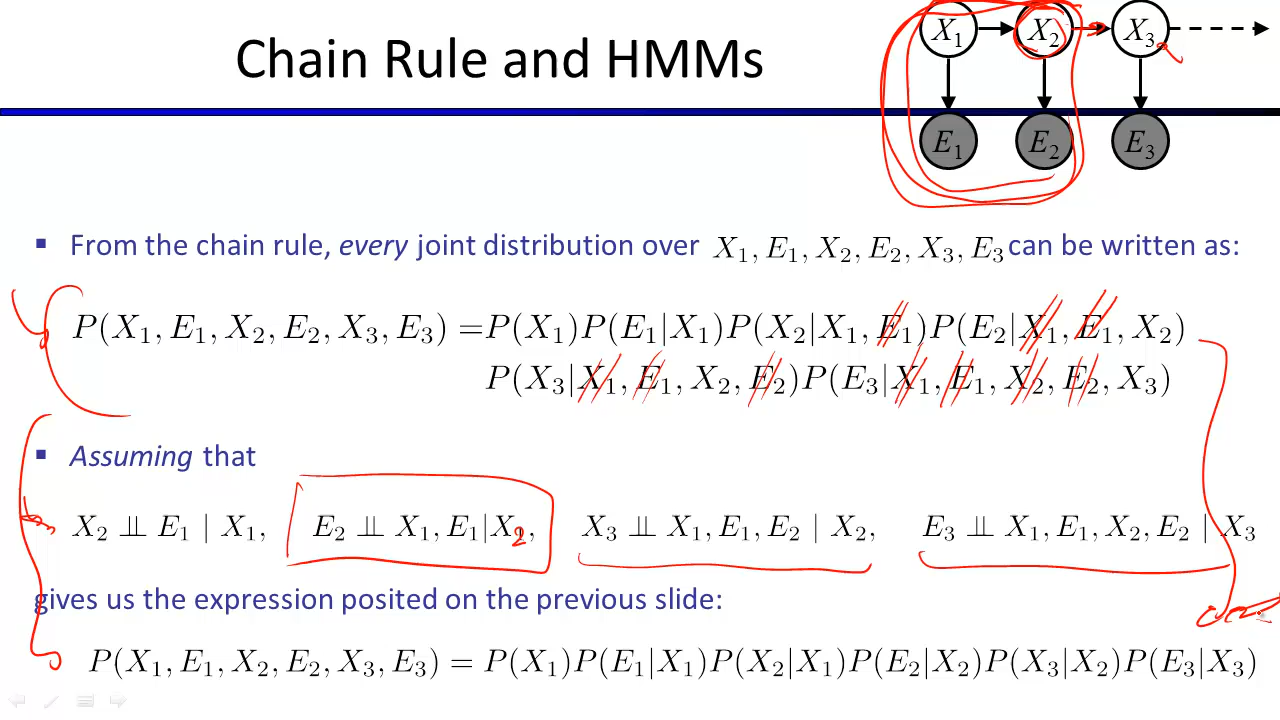 Chain Rule and HMMs
X₁ X₂ X₃
E₁ E₂ E₃
▪ From the chain rule, every joint distribution over X₁, E₁, X₂, E₂, X₃, E₃ can be written as:
P(X₁, E₁, X₂, E₂, X₃, E₃) =P(X₁)P(E₁|X₁)P(X₂|X₁, E₁)P(E₂|X₁, E₁, X₂)
P(X₃|X₁, E₁, X₂, E₂)P(E₃|X₁, E₁, X₂, E₂, X₃)
▪ Assuming that
X₂ ⫫ E₁ | X₁, E₂ ⫫ X₁, E₁|X₂, X₃ ⫫ X₁, E₁, E₂ | X₂, E₃ ⫫ X₁, E₁, X₂, E₂ | X₃
gives us the expression posited on the previous slide:
P(X₁, E₁, X₂, E₂, X₃, E₃) = P(X₁)P(E₁|X₁)P(X₂|X₁)P(E₂|X₂)P(X₃|X₂)P(E₃|X₃)